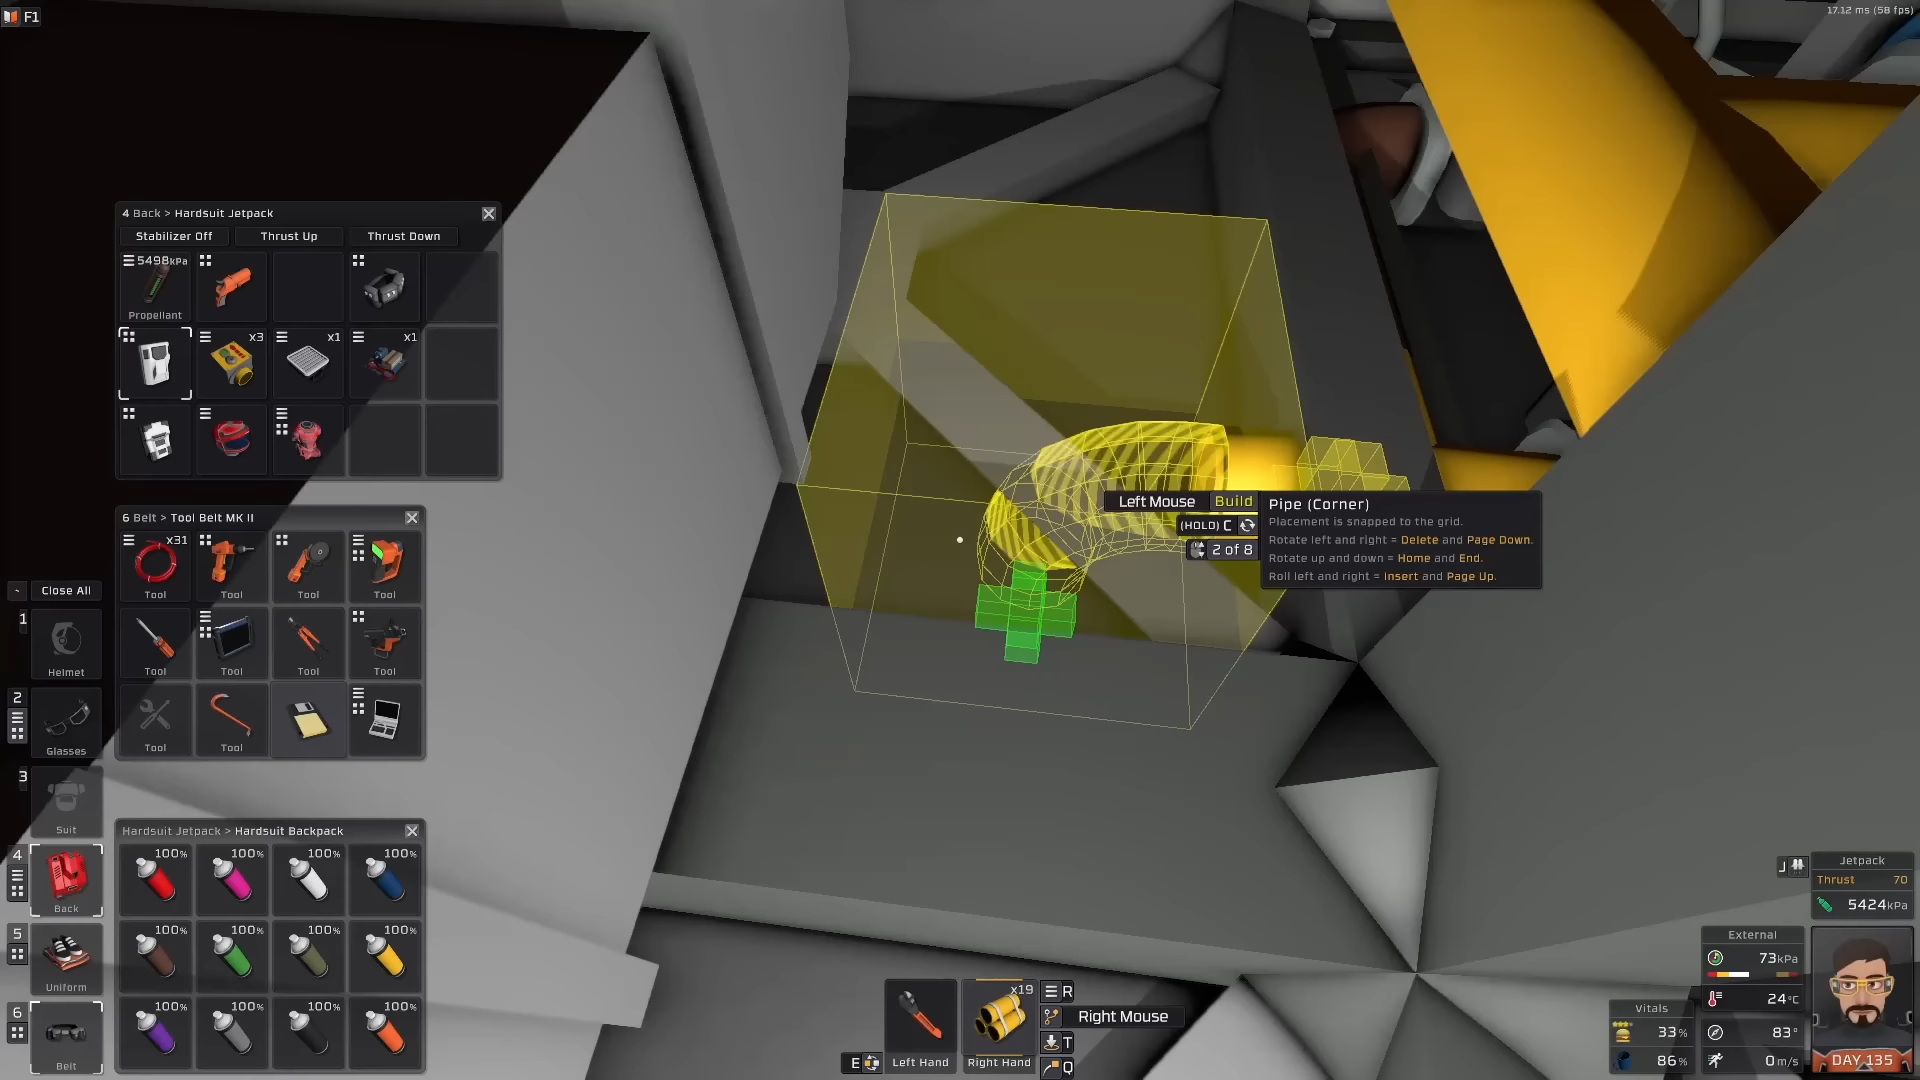 F1
17.12 ms (58 fps)
4 Back > Hardsuit Jetpack
Stabilizer Off
Thrust Up
Thrust Down
5498kPa
Propellant
x3
x1
x1
6 Belt > Tool Belt MK II
x31
Tool
Tool
Tool
Tool
Tool
Tool
Tool
Tool
Tool
Tool
~
Close All
1
Helmet
2
Glasses
3
Suit
4
Back
5
Uniform
6
Belt
Hardsuit Jetpack > Hardsuit Backpack
100%
100%
100%
100%
100%
100%
100%
100%
100%
100%
100%
100%
Left Mouse
Build
(HOLD) C
2 of 8
Pipe (Corner)
Placement is snapped to the grid.
Rotate left and right = Delete and Page Down.
Rotate up and down = Home and End.
Roll left and right = Insert and Page Up.
E
Left Hand
x19
Right Hand
R
Right Mouse
T
Q
J
Jetpack
Thrust 70
5424kPa
External
73kPa
24°C
83°
0m/s
Vitals
33%
86%
DAY 135